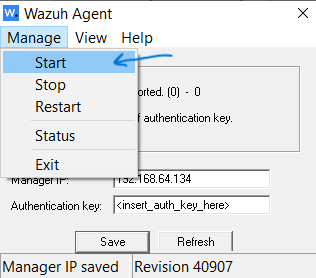 W. Wazuh Agent
Manage View Help
Start
Stop
Restart
Status
Exit
orted. (0) - 0
f authentication key.
Manager IP: 192.168.64.134
Authentication key: <insert_auth_key_here>
Save Refresh
Manager IP saved Revision 40907